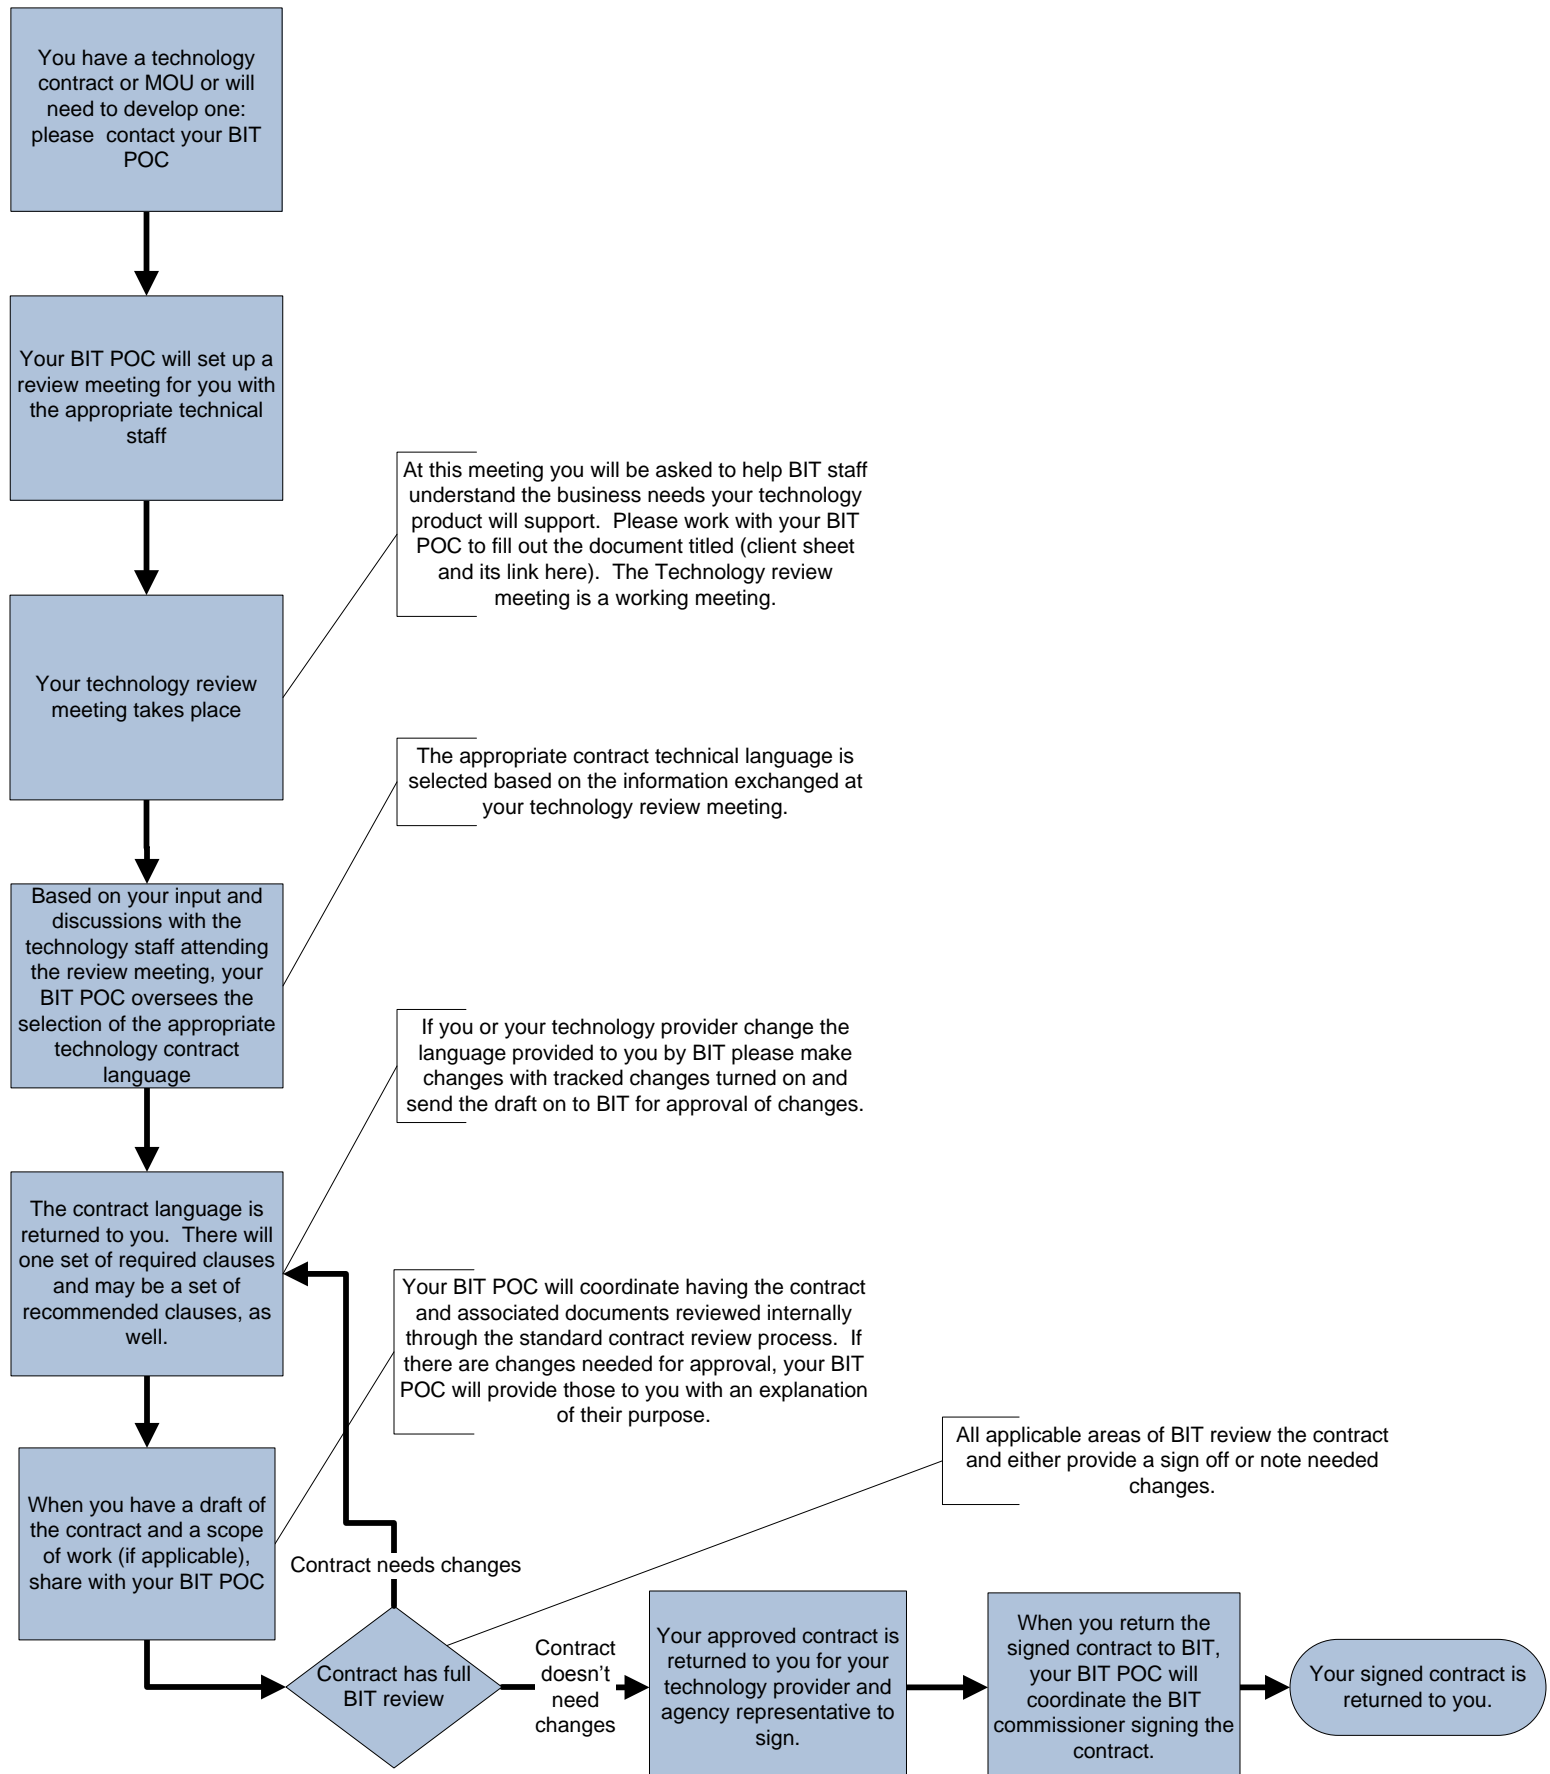 You have a technology
contract or MOU or will
need to develop one:
please  contact your BIT
POC
Your BIT POC will set up a
review meeting for you with
the appropriate technical
staff
At this meeting you will be asked to help BIT staff
understand the business needs your technology
product will support.  Please work with your BIT
POC to fill out the document titled (client sheet
and its link here).  The Technology review
meeting is a working meeting.
Your technology review
meeting takes place
The appropriate contract technical language is
selected based on the information exchanged at
your technology review meeting.
Based on your input and
discussions with the
technology staff attending
the review meeting, your
BIT POC oversees the
selection of the appropriate
technology contract
language
If you or your technology provider change the
language provided to you by BIT please make
changes with tracked changes turned on and
send the draft on to BIT for approval of changes.
The contract language is
returned to you.  There will
one set of required clauses
and may be a set of
recommended clauses, as
well.
Your BIT POC will coordinate having the contract
and associated documents reviewed internally
through the standard contract review process.  If
there are changes needed for approval, your BIT
POC will provide those to you with an explanation
of their purpose.
When you have a draft of
the contract and a scope
of work (if applicable),
share with your BIT POC
All applicable areas of BIT review the contract
and either provide a sign off or note needed
changes.
Contract needs changes
Contract has full
BIT review
Contract
doesn't
need
changes
Your approved contract is
returned to you for your
technology provider and
agency representative to
sign.
When you return the
signed contract to BIT,
your BIT POC will
coordinate the BIT
commissioner signing the
contract.
Your signed contract is
returned to you.